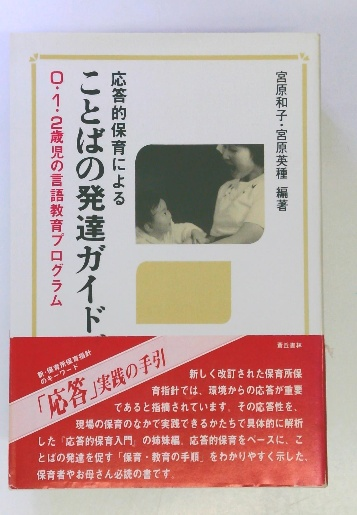 宮原和子・宮原英種 編著
応答的保育による
ことばの発達ガイド
0・1・2歳児の言語教育プログラム
蒼丘書林
新・保育所保育指針
のキーワード
「応答」実践の手引
新しく改訂された保育所保
育指針では、環境からの応答が重要
であると指摘されています。その応答性を、
現場の保育のなかで実践できるかたちで具体的に解析
した『応答的保育入門』の姉妹編。応答的保育をベースに、こ
とばの発達を促す「保育・教育の手順」をわかりやすく示した、
保育者やお母さん必読の書です。